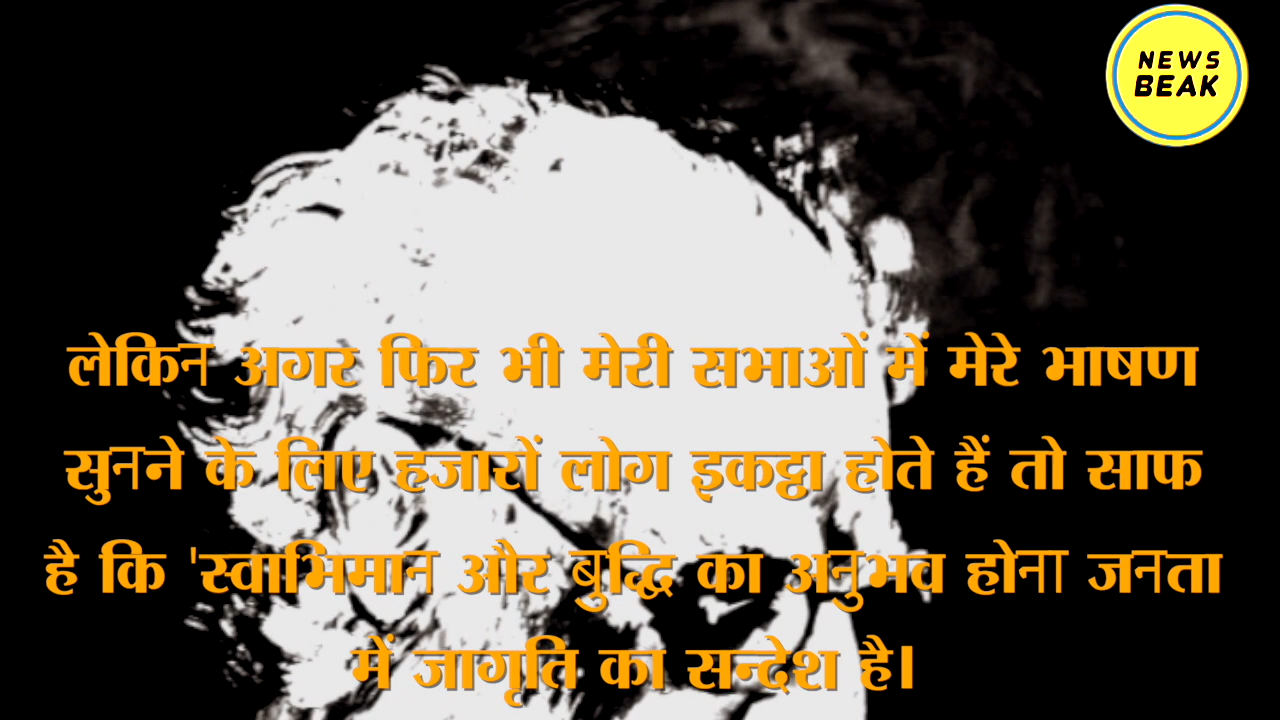 NEWS
BEAK
लेकिन अगर फिर भी मेरी सभाओं में मेरे भाषण
सुनने के लिए हजारों लोग इकट्ठा होते हैं तो साफ
है कि 'स्वाभिमान और बुद्धि का अनुभव होना जनता
में जागृति का सन्देश है।